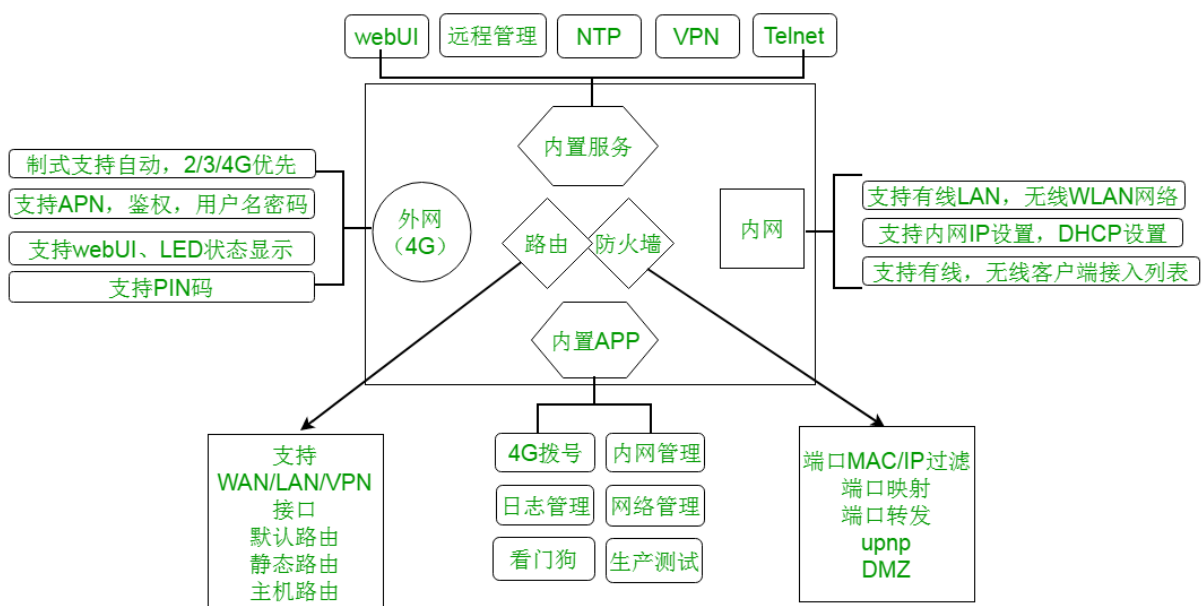 webUI
远程管理
NTP
VPN
Telnet
内置服务
制式支持自动，2/3/4G优先
支持APN，鉴权，用户名密码
支持webUI、LED状态显示
支持PIN码
外网
（4G）
路由
防火墙
内网
支持有线LAN，无线WLAN网络
支持内网IP设置，DHCP设置
支持有线，无线客户端接入列表
内置APP
支持
WAN/LAN/VPN
接口
默认路由
静态路由
主机路由
4G拨号
内网管理
日志管理
网络管理
看门狗
生产测试
端口MAC/IP过滤
端口映射
端口转发
upnp
DMZ